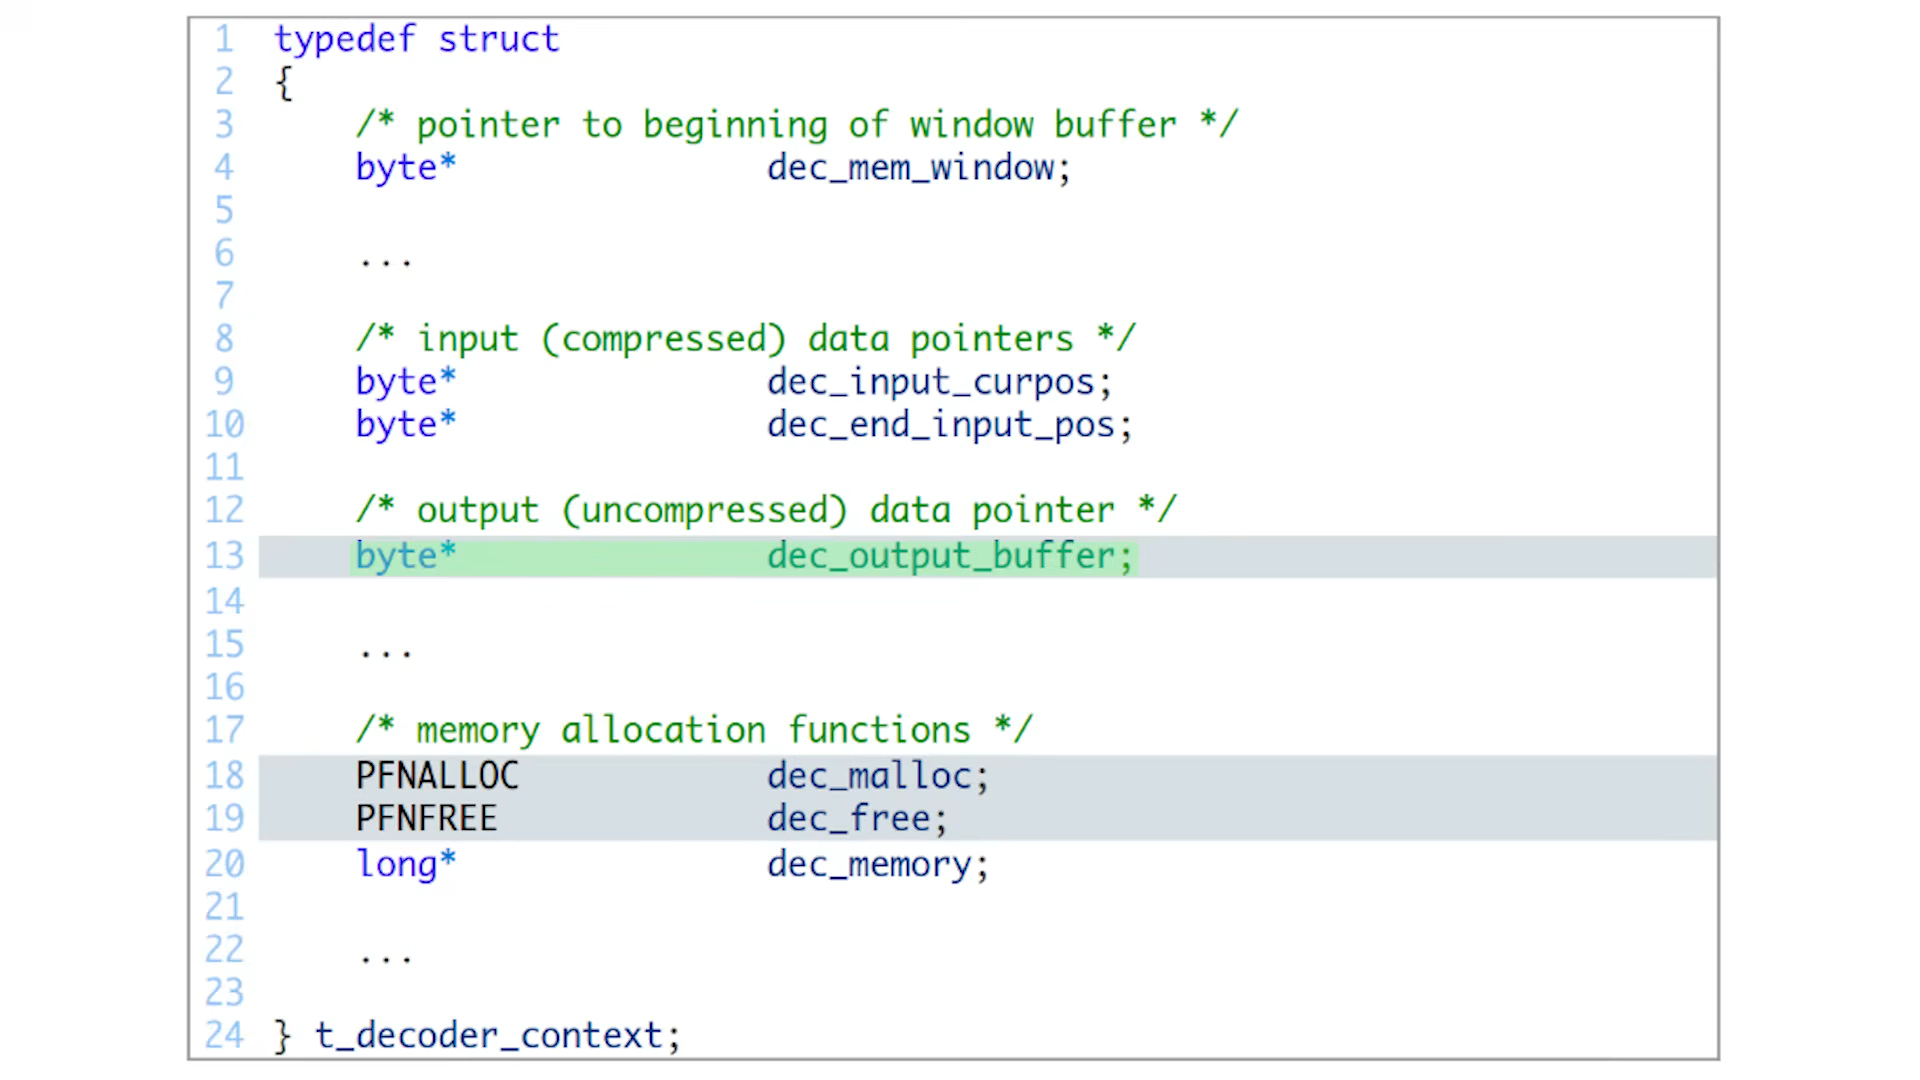 1 typedef struct
2 {
3 /* pointer to beginning of window buffer */
4 byte* dec_mem_window;
5
6 ...
7
8 /* input (compressed) data pointers */
9 byte* dec_input_curpos;
10 byte* dec_end_input_pos;
11
12 /* output (uncompressed) data pointer */
13 byte* dec_output_buffer;
14
15 ...
16
17 /* memory allocation functions */
18 PFNALLOC dec_malloc;
19 PFNFREE dec_free;
20 long* dec_memory;
21
22 ...
23
24 } t_decoder_context;